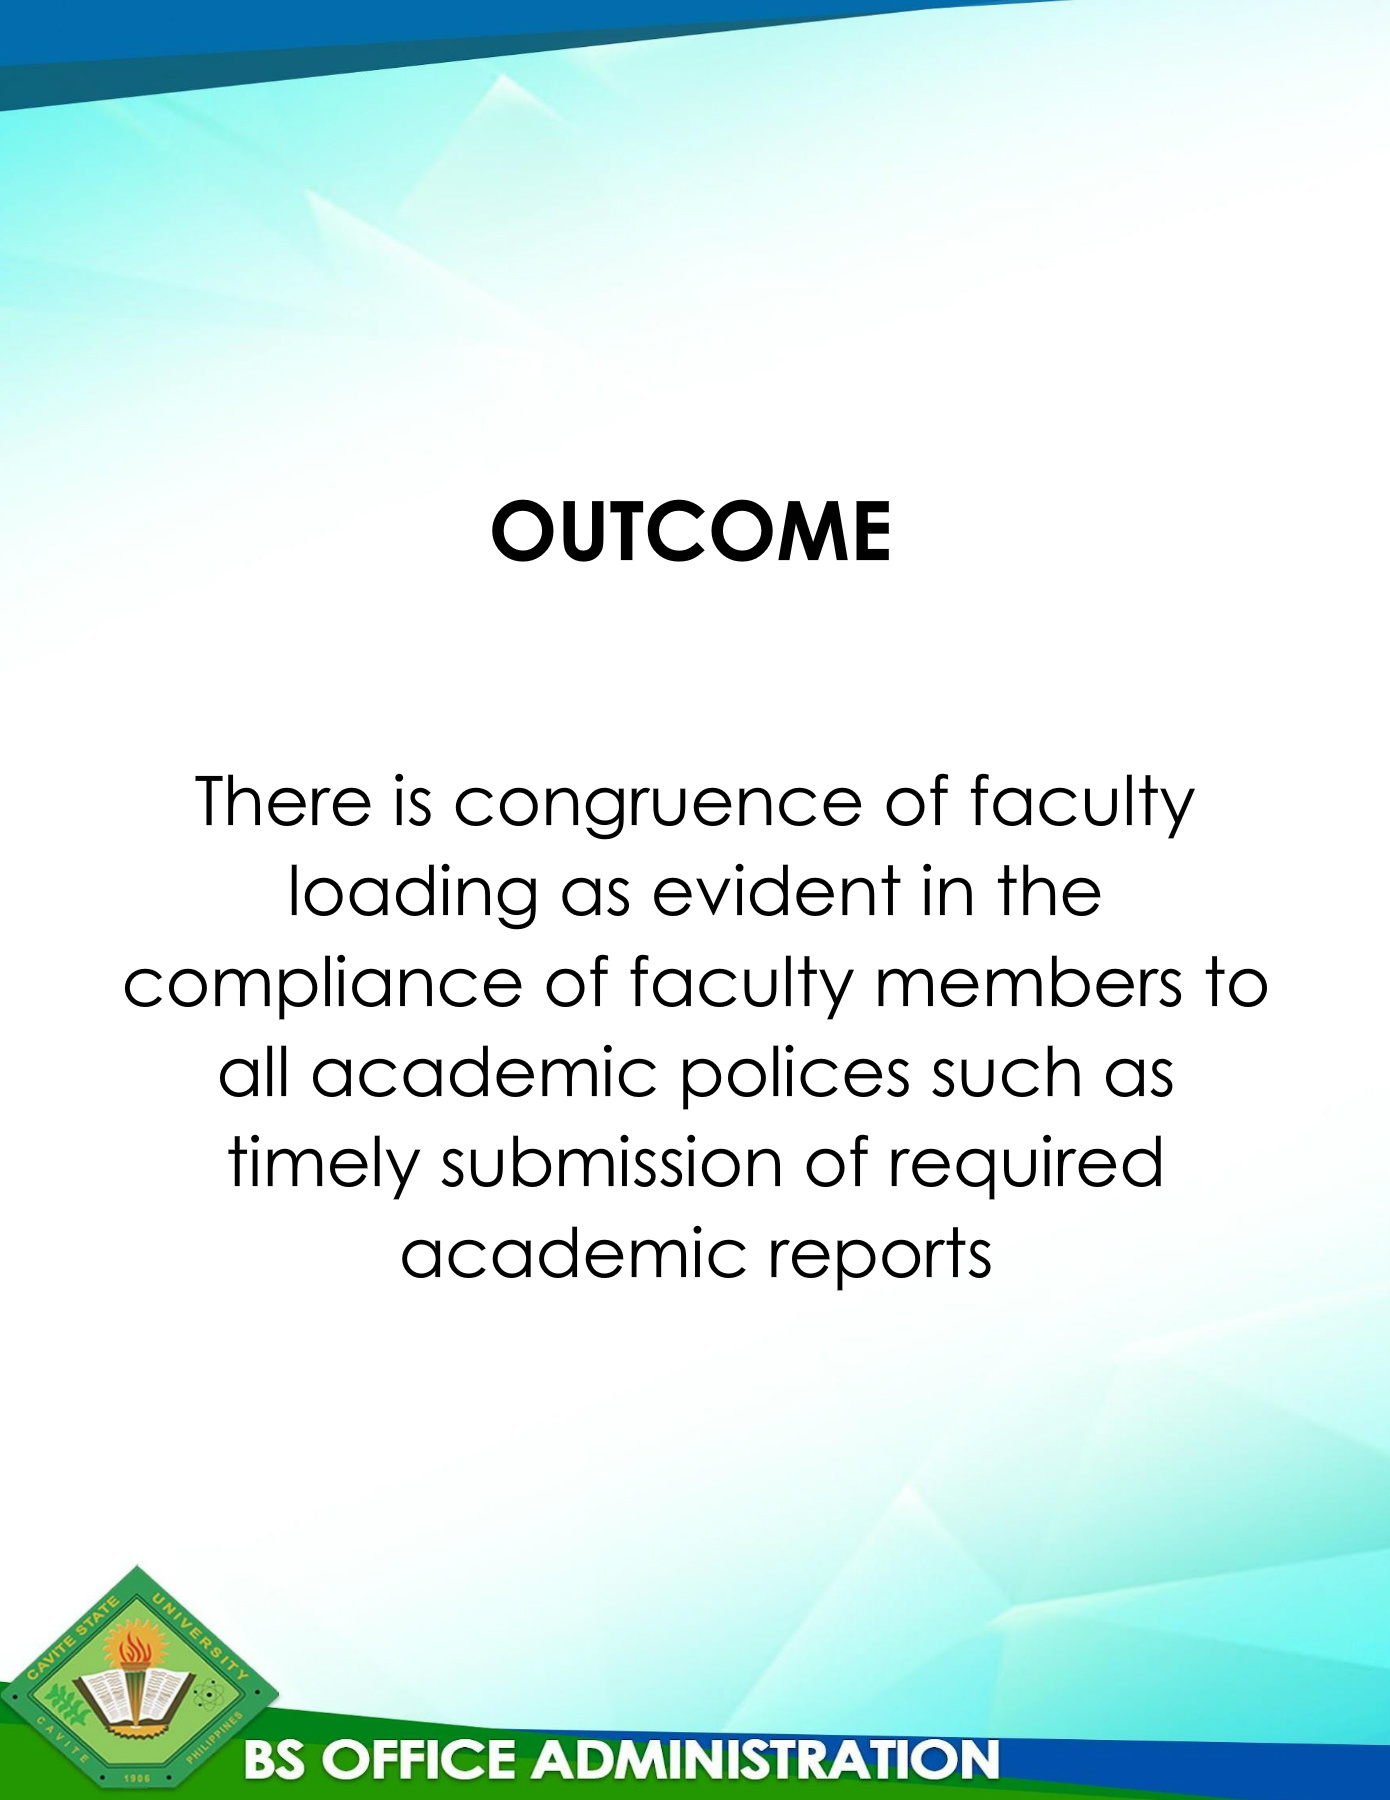 OUTCOME
There is congruence of faculty
loading as evident in the
compliance of faculty members to
all academic polices such as
timely submission of required
academic reports
CAVITE STATE UNIVERSITY
CAVITE PHILIPPINES
1906
BS OFFICE ADMINISTRATION